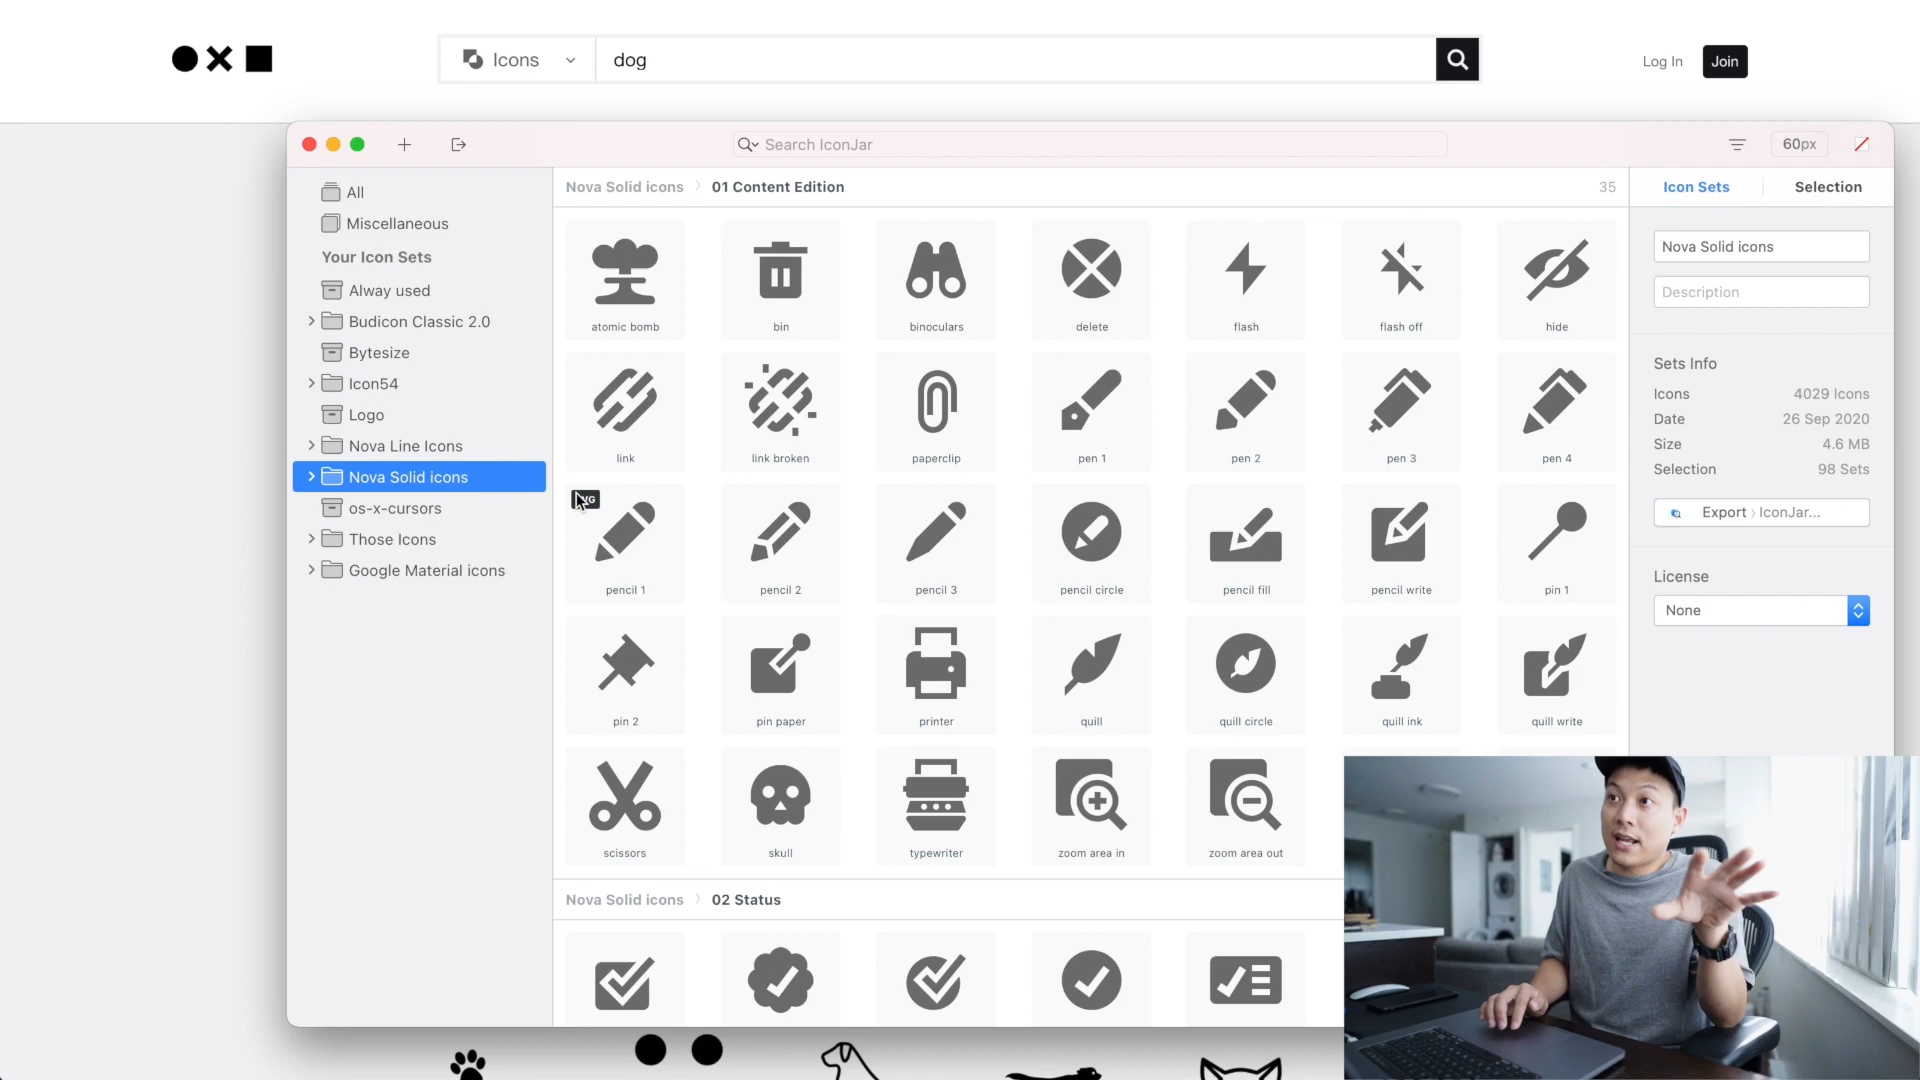 Icons
dog
Log In
Join
Search IconJar
60px
All
Miscellaneous
Your Icon Sets
Alway used
Budicon Classic 2.0
Bytesize
Icon54
Logo
Nova Line Icons
Nova Solid icons
os-x-cursors
Those Icons
Google Material icons
Nova Solid icons 01 Content Edition 35
atomic bomb bin binoculars delete flash flash off hide
link link broken paperclip pen 1 pen 2 pen 3 pen 4
pencil 1 pencil 2 pencil 3 pencil circle pencil fill pencil write pin 1
pin 2 pin paper printer quill quill circle quill ink quill write
scissors skull typewriter zoom area in zoom area out
Nova Solid icons 02 Status
Icon Sets Selection
Nova Solid icons
Description
Sets Info
Icons 4029 Icons
Date 26 Sep 2020
Size 4.6 MB
Selection 98 Sets
Export IconJar...
License
None